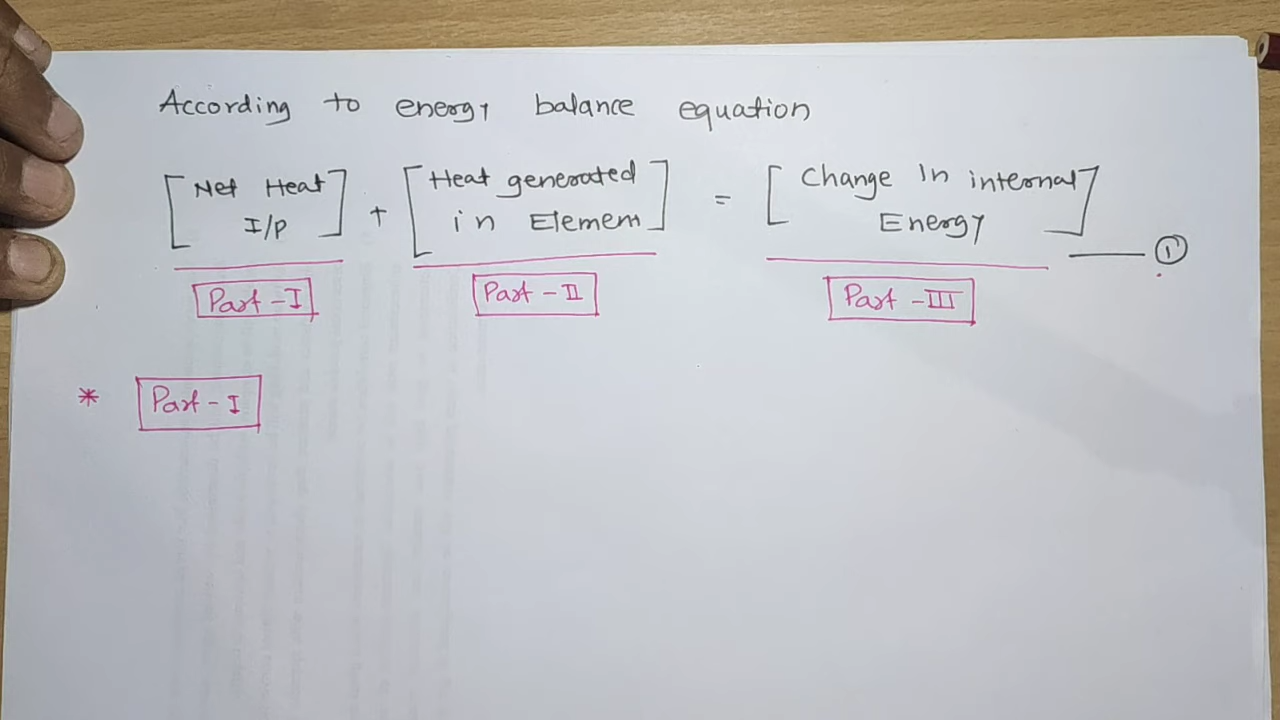 According to energy balance equation
[Net Heat I/p] + [Heat generated in Elemen] = [Change In internal Energy] —— ①
Part - I Part - II Part - III
* Part - I